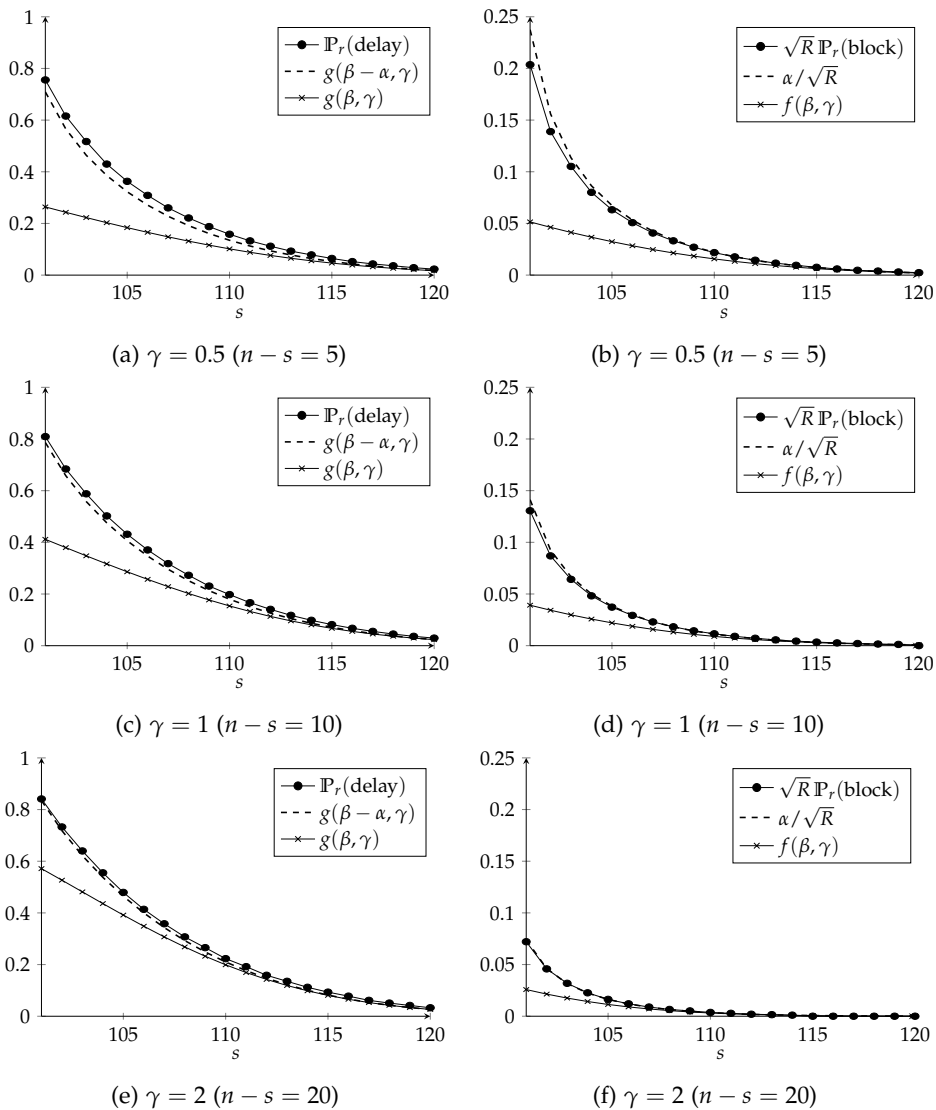 1
0.8
0.6
0.4
0.2
0
105
110
115
120
s
ℙr(delay)
g(β − α, γ)
g(β, γ)
(a) γ = 0.5 (n − s = 5)
0.25
0.2
0.15
0.1
0.05
0
105
110
115
120
s
√R ℙr(block)
α/√R
f(β, γ)
(b) γ = 0.5 (n − s = 5)
1
0.8
0.6
0.4
0.2
0
105
110
115
120
s
ℙr(delay)
g(β − α, γ)
g(β, γ)
(c) γ = 1 (n − s = 10)
0.25
0.2
0.15
0.1
0.05
0
105
110
115
120
s
√R ℙr(block)
α/√R
f(β, γ)
(d) γ = 1 (n − s = 10)
1
0.8
0.6
0.4
0.2
0
105
110
115
120
s
ℙr(delay)
g(β − α, γ)
g(β, γ)
(e) γ = 2 (n − s = 20)
0.25
0.2
0.15
0.1
0.05
0
105
110
115
120
s
√R ℙr(block)
α/√R
f(β, γ)
(f) γ = 2 (n − s = 20)